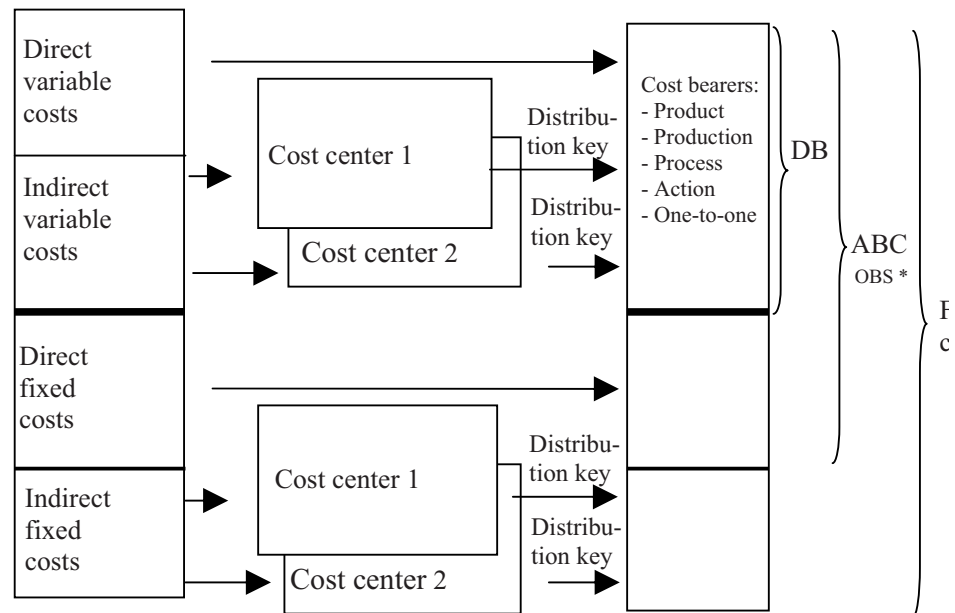 Direct
variable
costs
Indirect
variable
costs
Direct
fixed
costs
Indirect
fixed
costs
Cost center 1
Cost center 2
Distribu-
tion key
Distribu-
tion key
Cost center 1
Cost center 2
Distribu-
tion key
Distribu-
tion key
Cost bearers:
- Product
- Production
- Process
- Action
- One-to-one
DB
ABC
OBS *